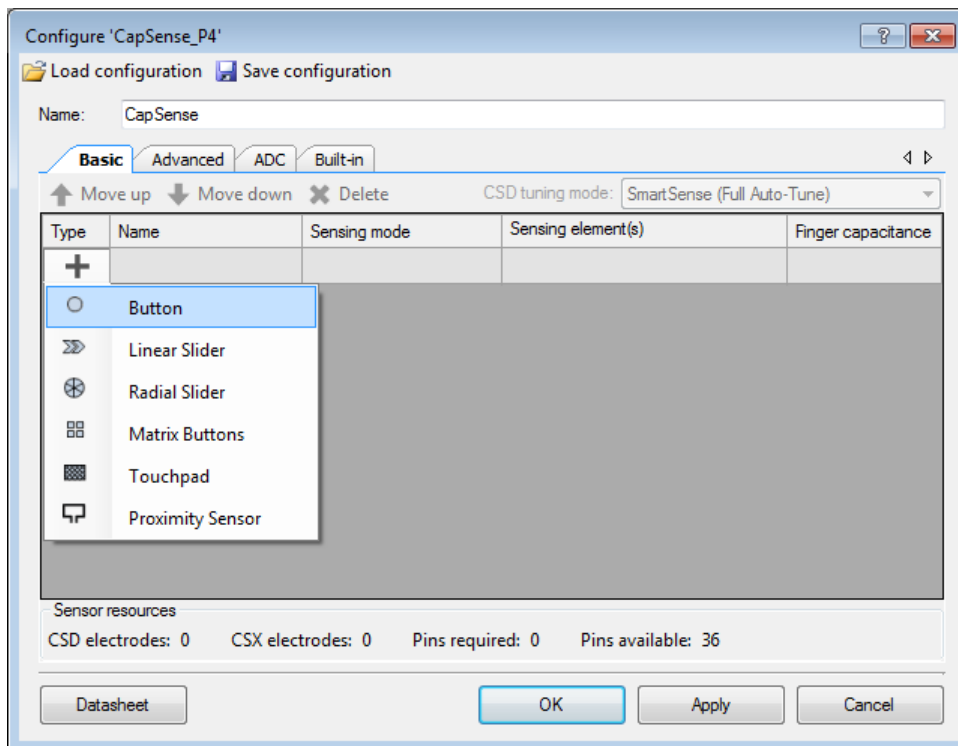 Configure 'CapSense_P4'
Load configuration Save configuration
Name: CapSense
Basic Advanced ADC Built-in
Move up Move down Delete CSD tuning mode: SmartSense (Full Auto-Tune)
Type Name Sensing mode Sensing element(s) Finger capacitance
Button
Linear Slider
Radial Slider
Matrix Buttons
Touchpad
Proximity Sensor
Sensor resources
CSD electrodes: 0 CSX electrodes: 0 Pins required: 0 Pins available: 36
Datasheet OK Apply Cancel